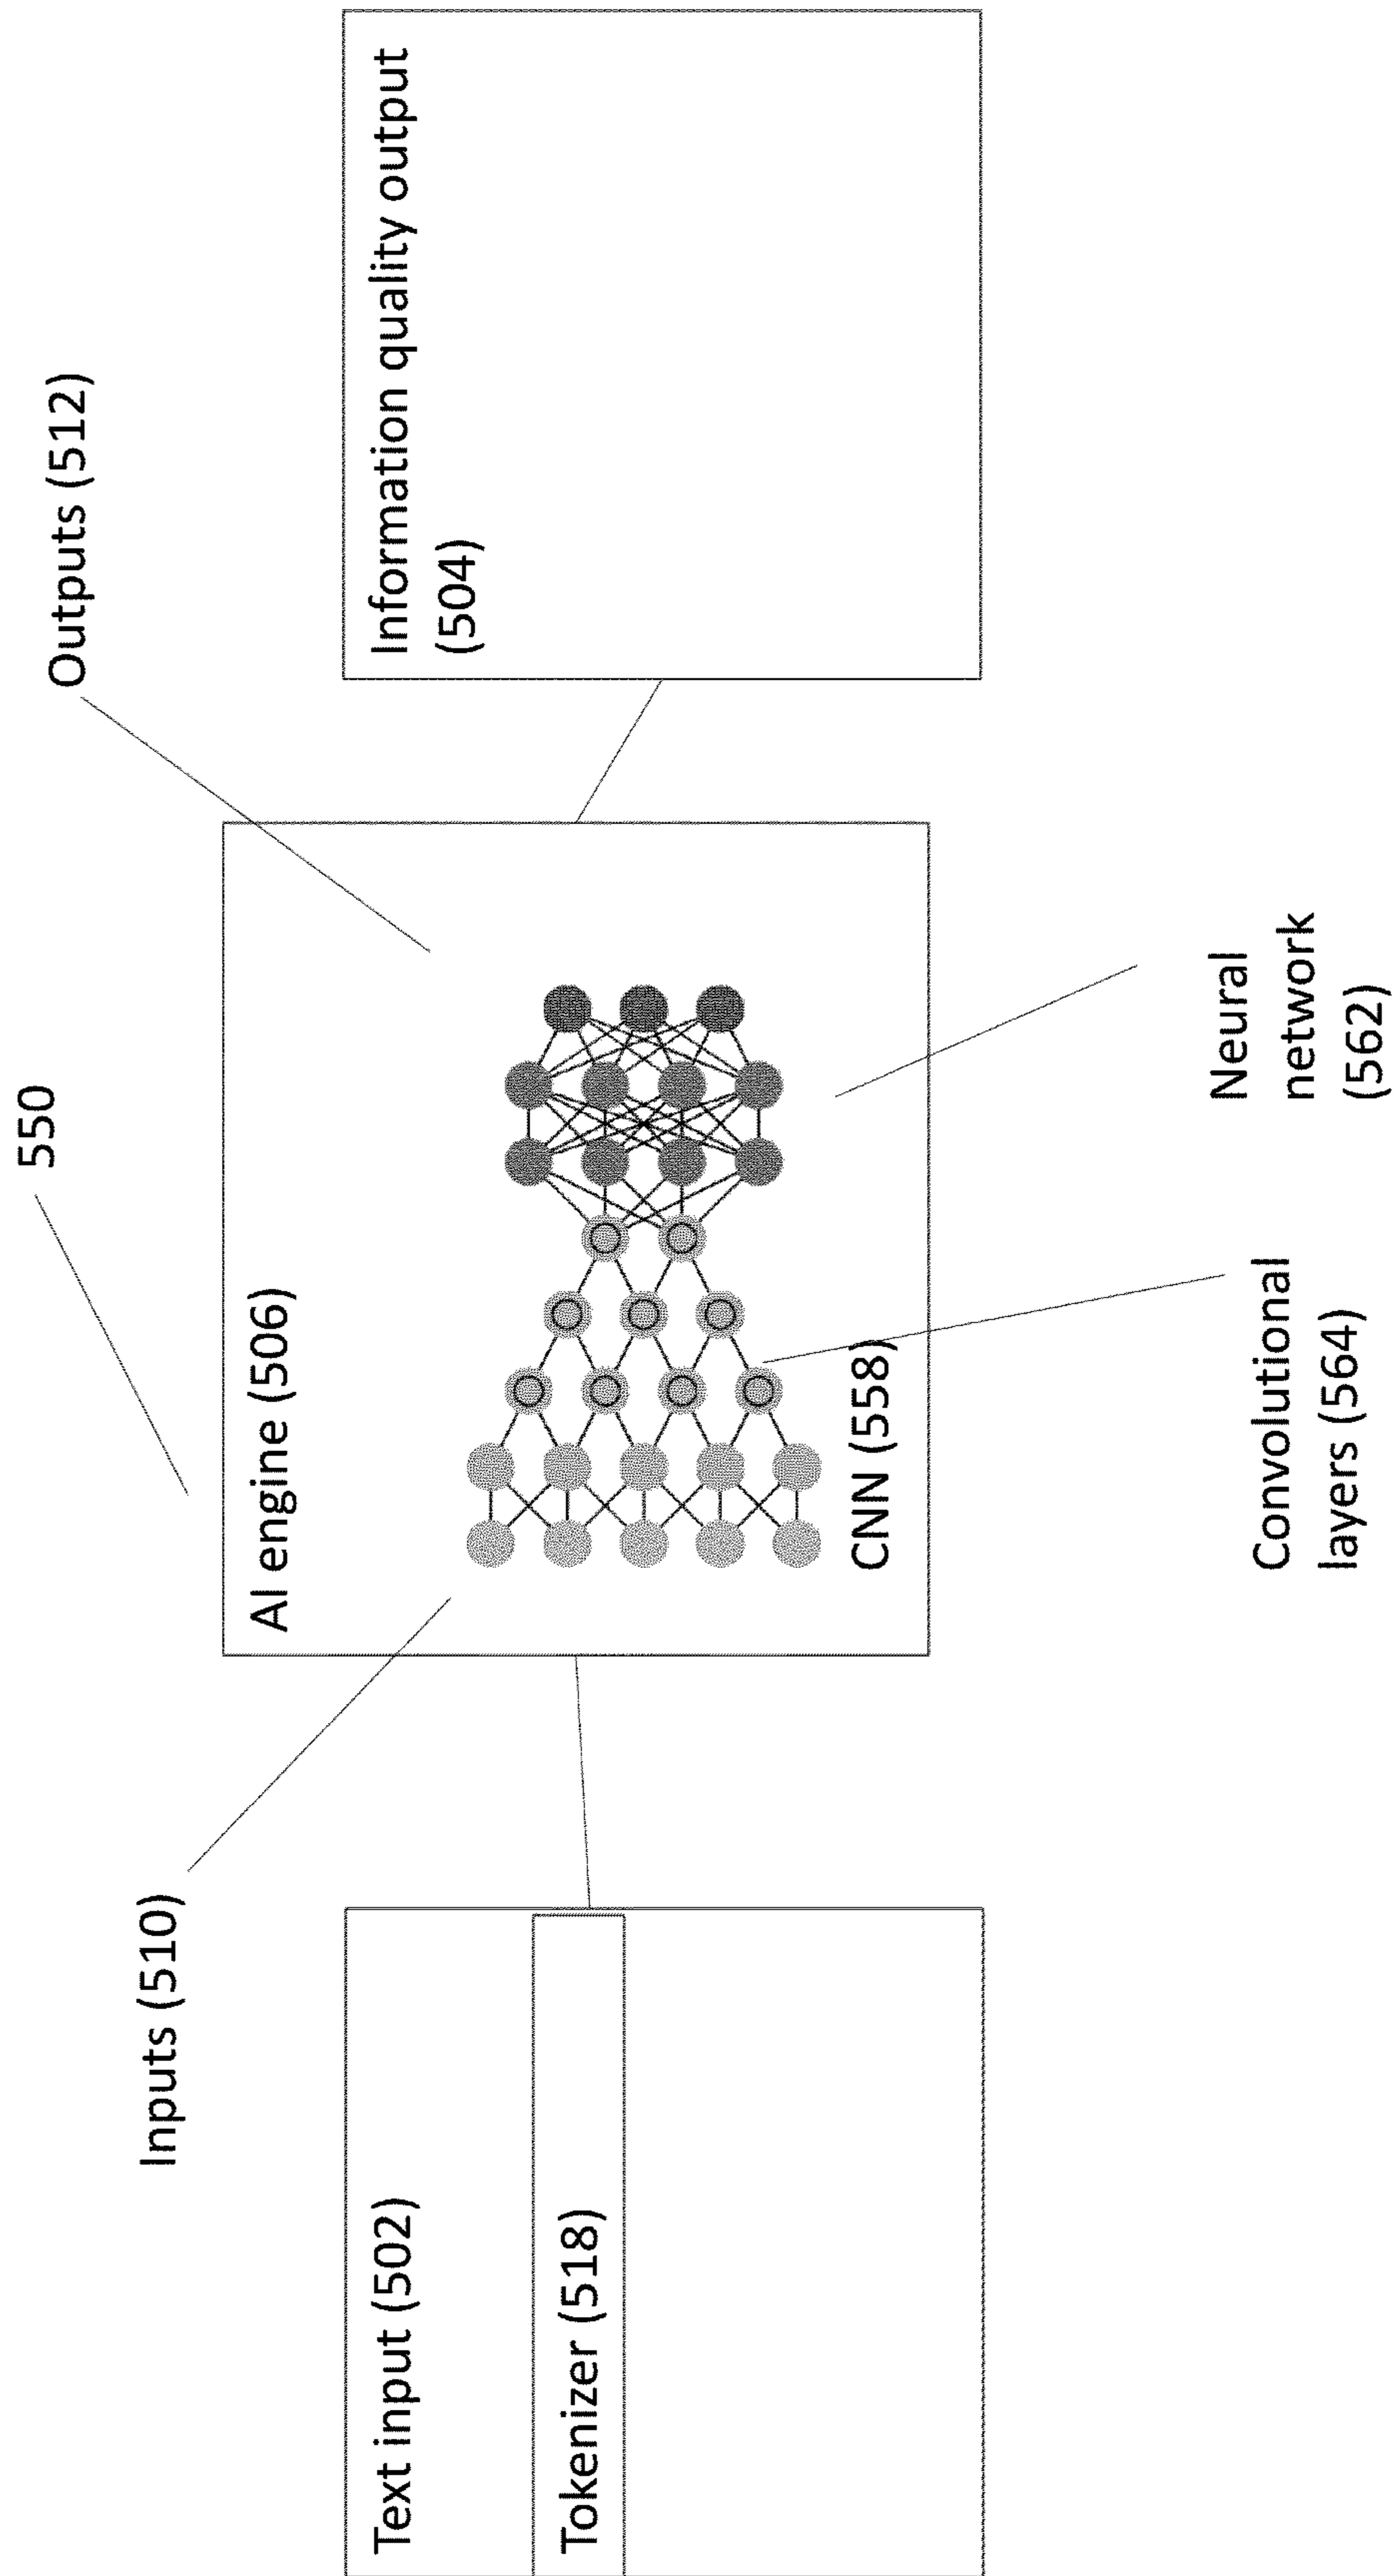 550
Inputs (510)
Outputs (512)
Text input (502)
Tokenizer (518)
AI engine (506)
CNN (558)
Information quality output
(504)
Convolutional
layers (564)
Neural
network
(562)